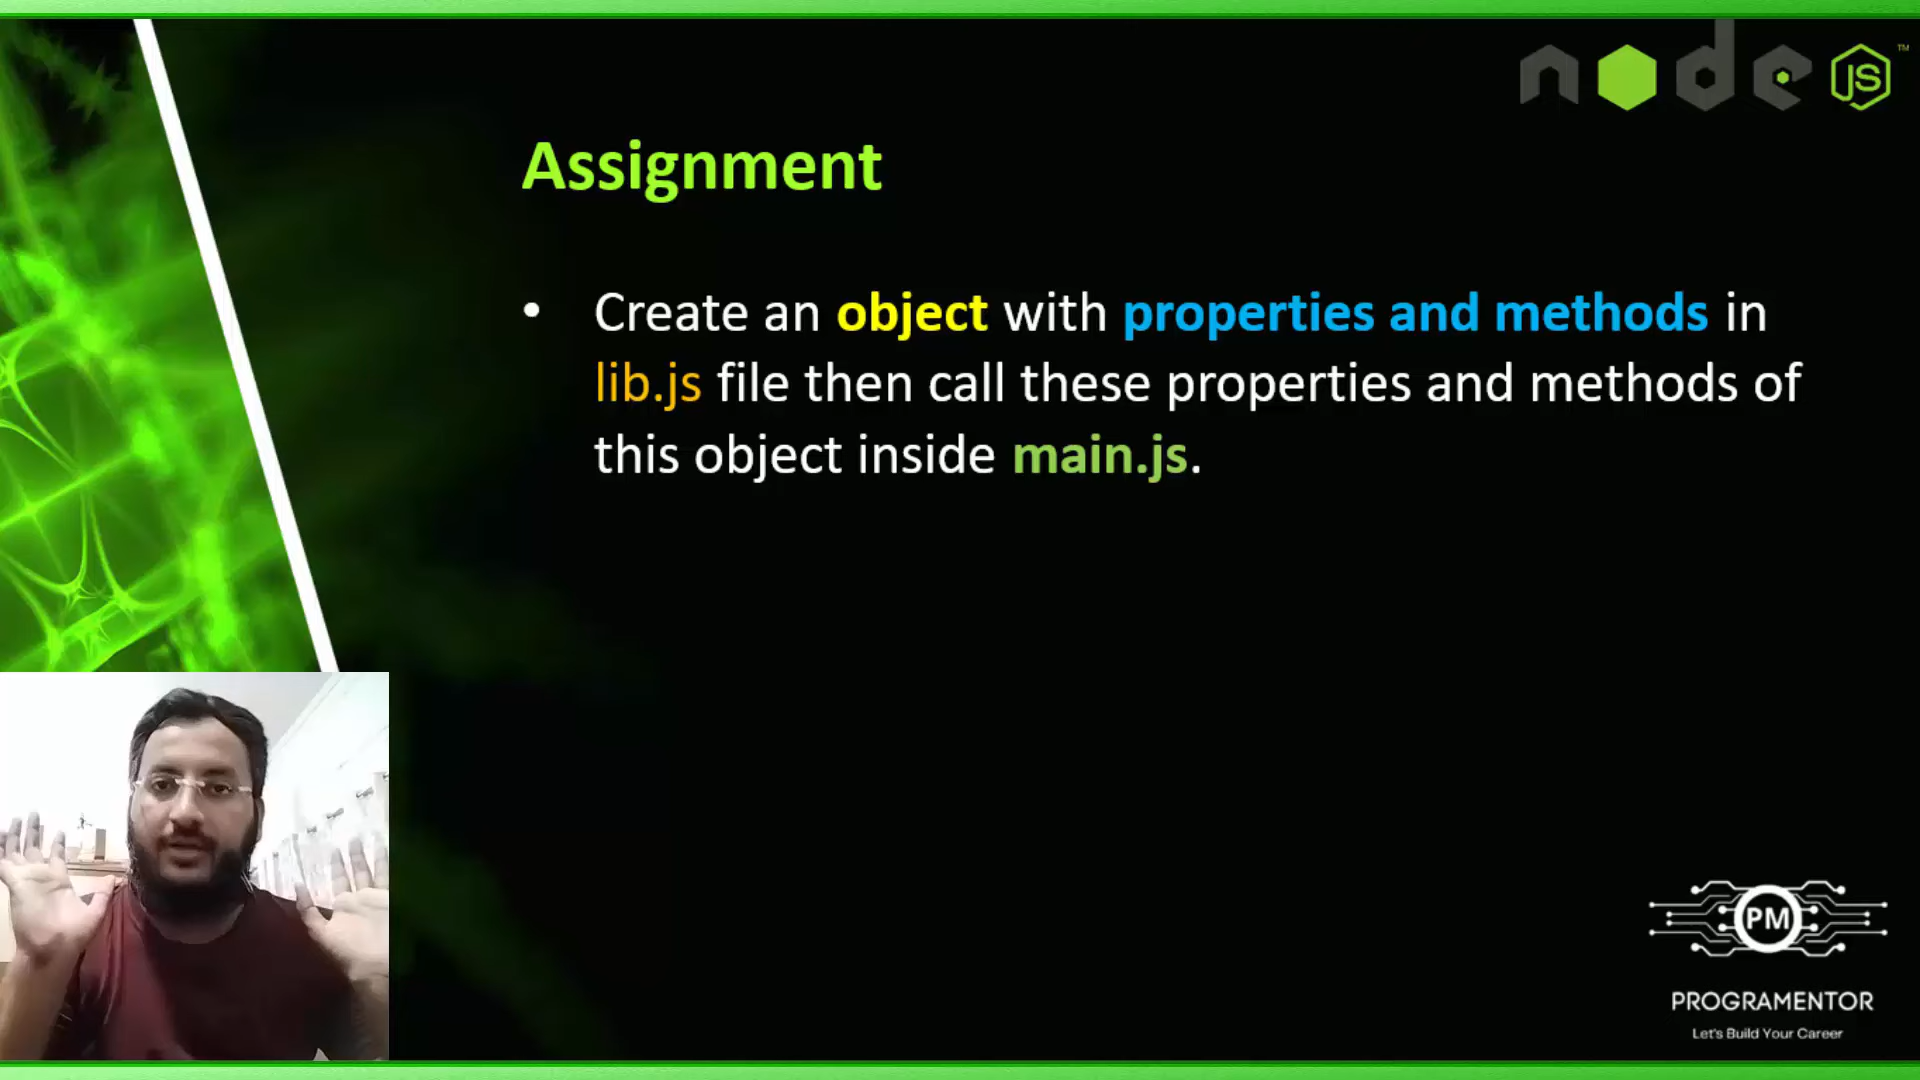 node JS ™
Assignment
• Create an object with properties and methods in
lib.js file then call these properties and methods of
this object inside main.js.
PM
PROGRAMENTOR
Let's Build Your Career